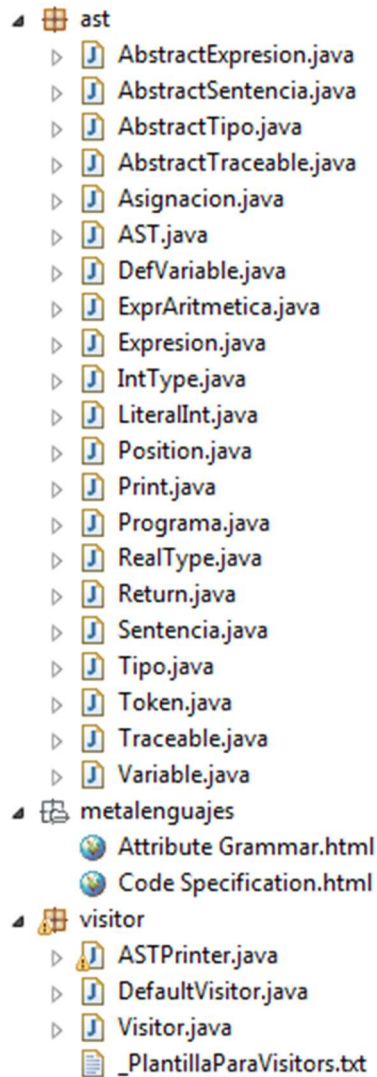 ast
AbstractExpresion.java
AbstractSentencia.java
AbstractTipo.java
AbstractTraceable.java
Asignacion.java
AST.java
DefVariable.java
ExprAritmetica.java
Expresion.java
IntType.java
LiteralInt.java
Position.java
Print.java
Programa.java
RealType.java
Return.java
Sentencia.java
Tipo.java
Token.java
Traceable.java
Variable.java
metalenguajes
Attribute Grammar.html
Code Specification.html
visitor
ASTPrinter.java
DefaultVisitor.java
Visitor.java
_PlantillaParaVisitors.txt